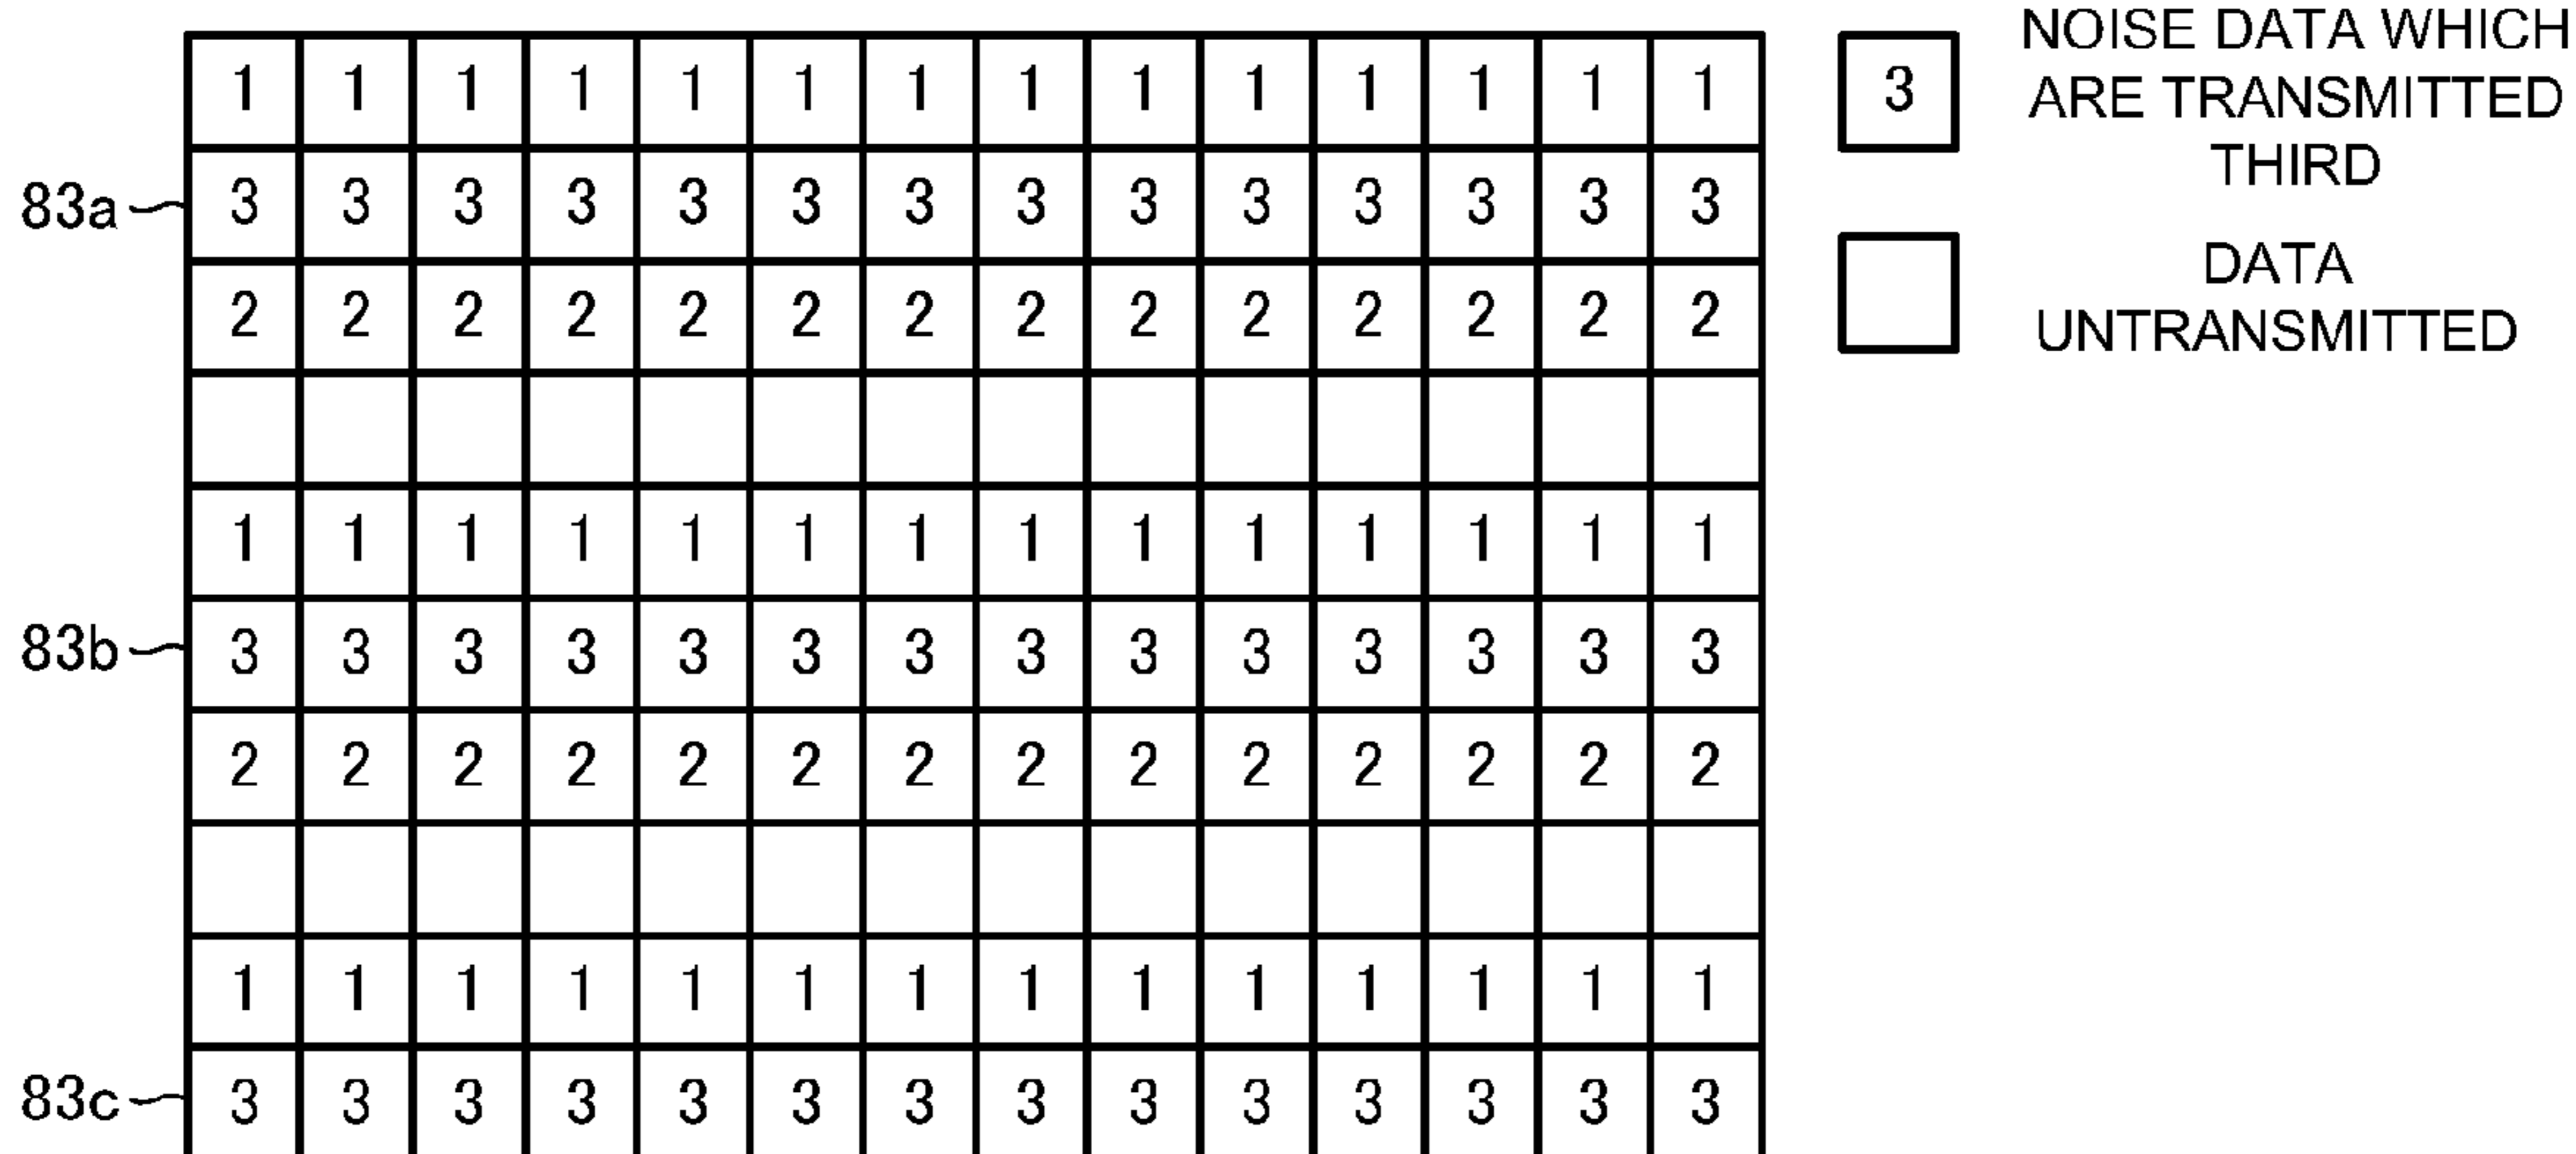 1 1 1 1 1 1 1 1 1 1 1 1 1 1
83a 3 3 3 3 3 3 3 3 3 3 3 3 3 3
2 2 2 2 2 2 2 2 2 2 2 2 2 2
1 1 1 1 1 1 1 1 1 1 1 1 1 1
83b 3 3 3 3 3 3 3 3 3 3 3 3 3 3
2 2 2 2 2 2 2 2 2 2 2 2 2 2
1 1 1 1 1 1 1 1 1 1 1 1 1 1
83c 3 3 3 3 3 3 3 3 3 3 3 3 3 3
3
NOISE DATA WHICH
ARE TRANSMITTED
THIRD
DATA
UNTRANSMITTED